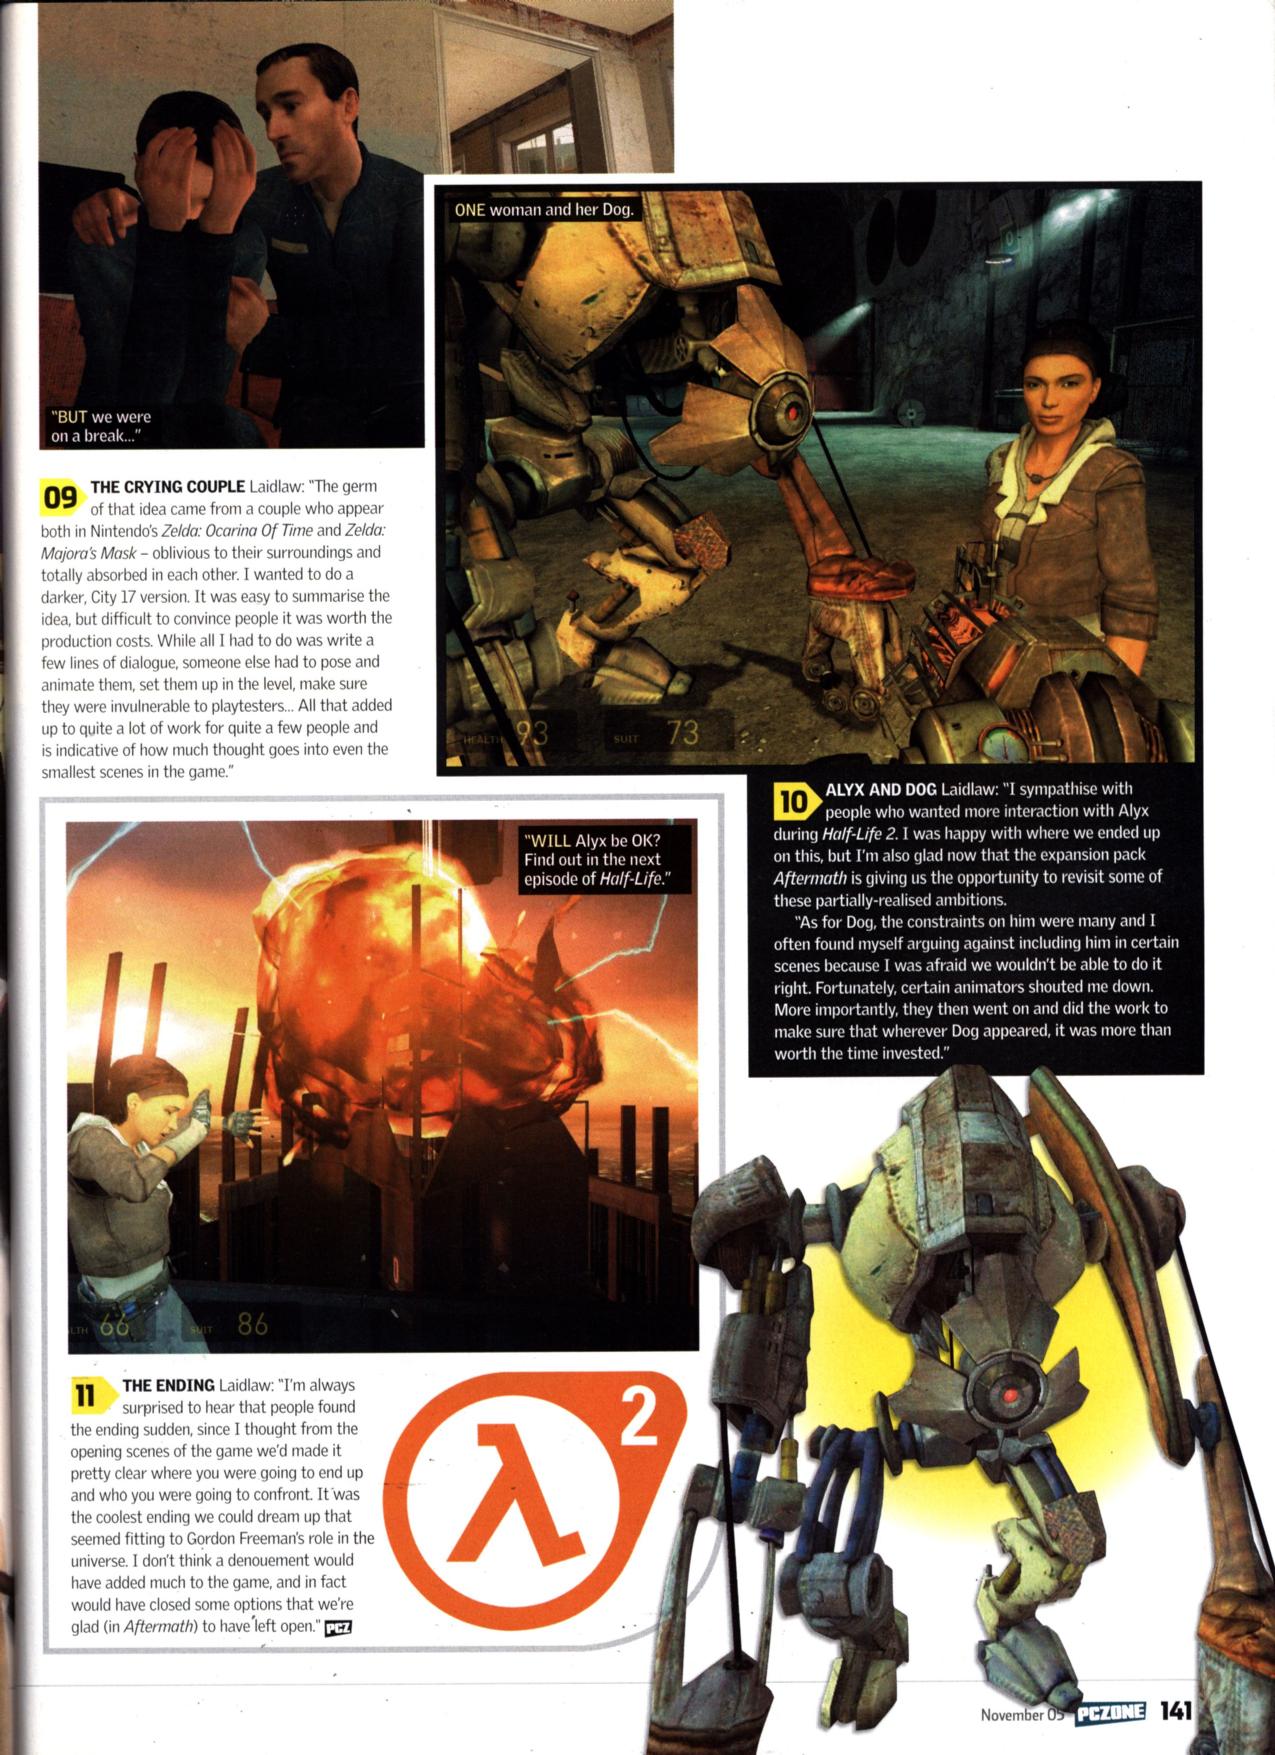 "BUT we were
on a break..."
ONE woman and her Dog.
HEALTH 93 SUIT 73
09 THE CRYING COUPLE Laidlaw: "The germ
of that idea came from a couple who appear
both in Nintendo's Zelda: Ocarina Of Time and Zelda:
Majora's Mask – oblivious to their surroundings and
totally absorbed in each other. I wanted to do a
darker, City 17 version. It was easy to summarise the
idea, but difficult to convince people it was worth the
production costs. While all I had to do was write a
few lines of dialogue, someone else had to pose and
animate them, set them up in the level, make sure
they were invulnerable to playtesters... All that added
up to quite a lot of work for quite a few people and
is indicative of how much thought goes into even the
smallest scenes in the game."
10 ALYX AND DOG Laidlaw: "I sympathise with
people who wanted more interaction with Alyx
during Half-Life 2. I was happy with where we ended up
on this, but I'm also glad now that the expansion pack
Aftermath is giving us the opportunity to revisit some of
these partially-realised ambitions.
"As for Dog, the constraints on him were many and I
often found myself arguing against including him in certain
scenes because I was afraid we wouldn't be able to do it
right. Fortunately, certain animators shouted me down.
More importantly, they then went on and did the work to
make sure that wherever Dog appeared, it was more than
worth the time invested."
"WILL Alyx be OK?
Find out in the next
episode of Half-Life."
LTH 66 SUIT 86
11 THE ENDING Laidlaw: "I'm always
surprised to hear that people found
the ending sudden, since I thought from the
opening scenes of the game we'd made it
pretty clear where you were going to end up
and who you were going to confront. It was
the coolest ending we could dream up that
seemed fitting to Gordon Freeman's role in the
universe. I don't think a denouement would
have added much to the game, and in fact
would have closed some options that we're
glad (in Aftermath) to have left open." PCZ
λ 2
November 05 PCZONE 141